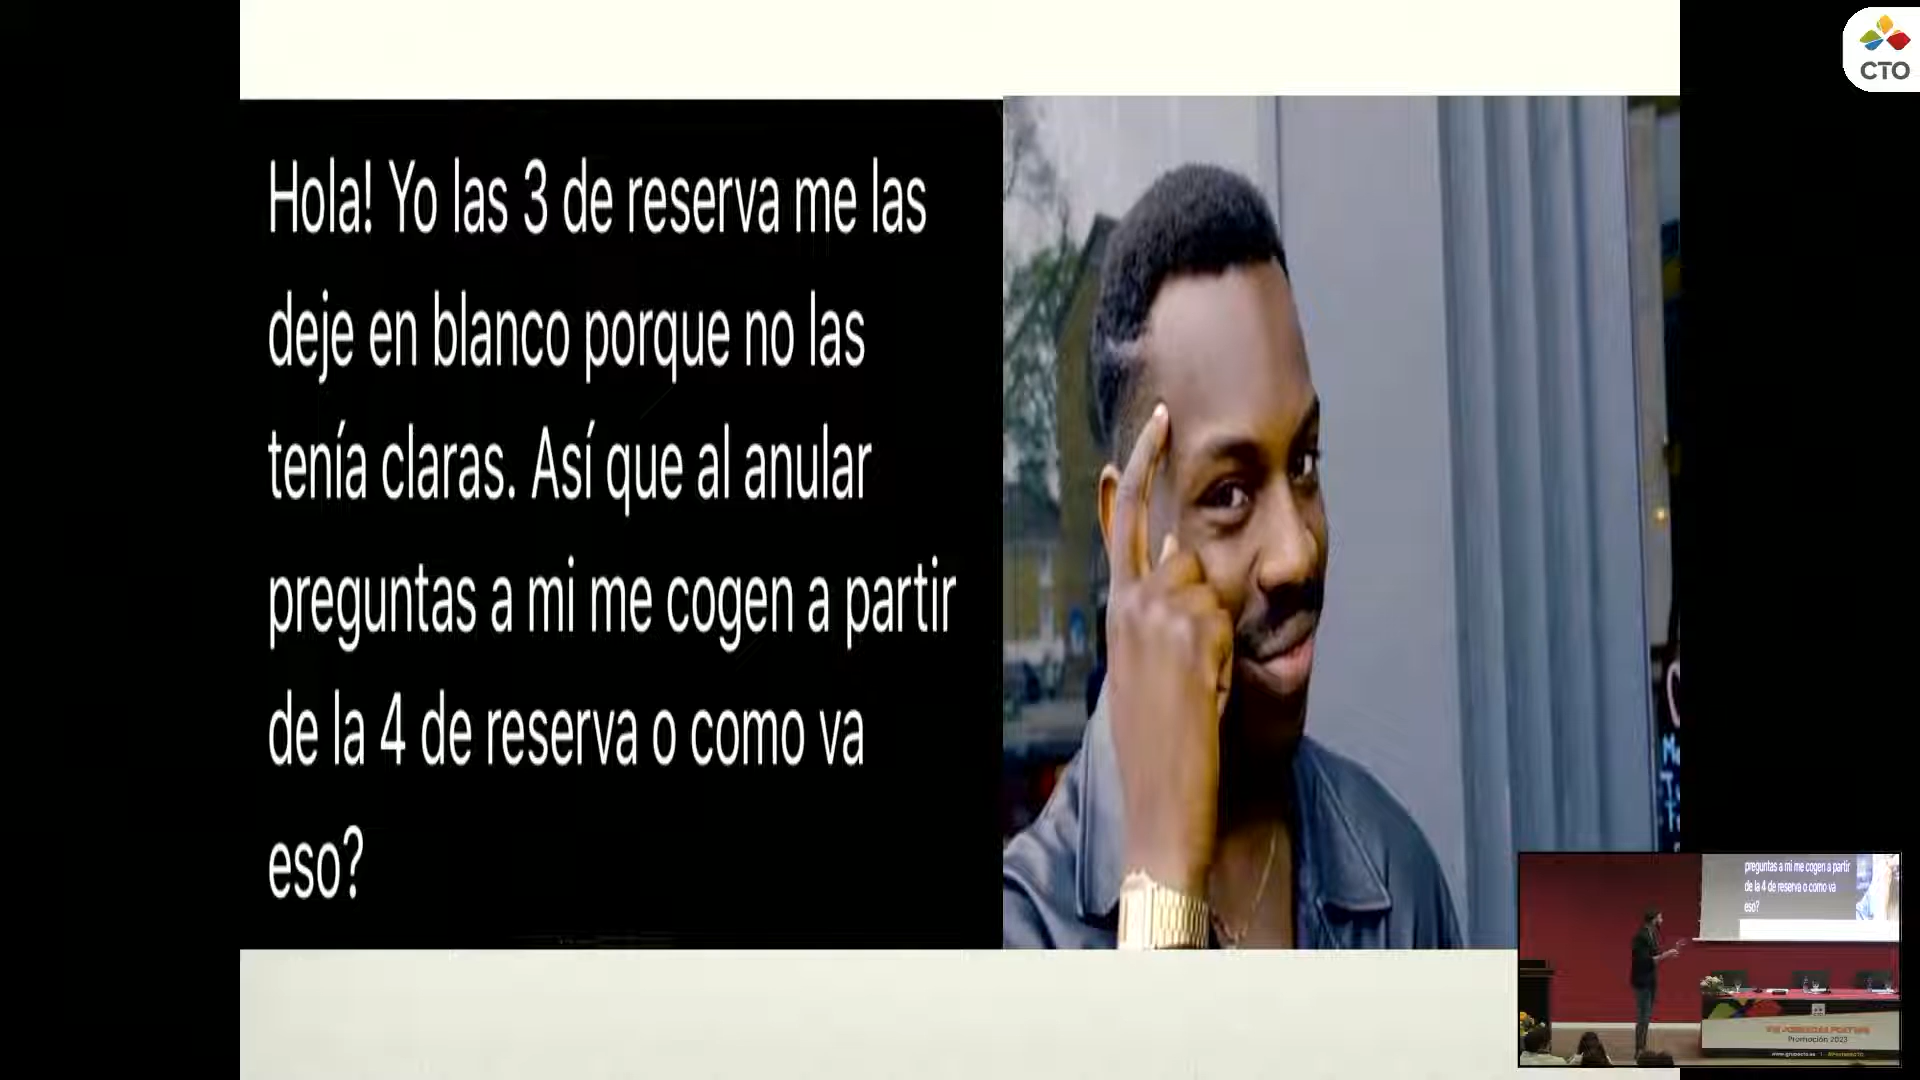 CTO
Hola! Yo las 3 de reserva me las
deje en blanco porque no las
tenía claras. Así que al anular
preguntas a mi me cogen a partir
de la 4 de reserva o como va
eso?
preguntas a mi me cogen a partir
de la 4 de reserva o como va
eso?
Promoción 2023